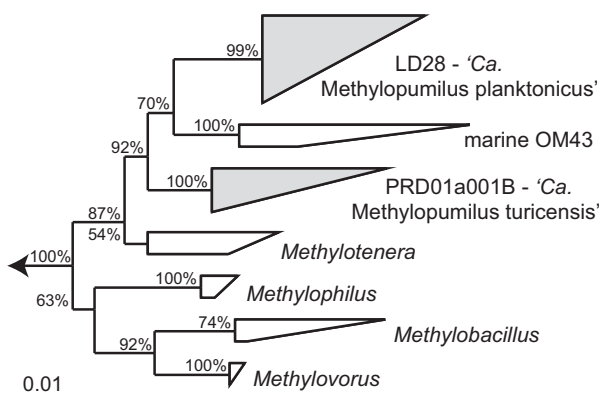 99%
LD28 - 'Ca.
Methylopumilus planktonicus'
70%
100%
marine OM43
92%
100%
PRD01a001B - 'Ca.
Methylopumilus turicensis'
87%
54%
Methylotenera
100%
100%
Methylophilus
63%
74%
Methylobacillus
92%
100%
Methylovorus
0.01